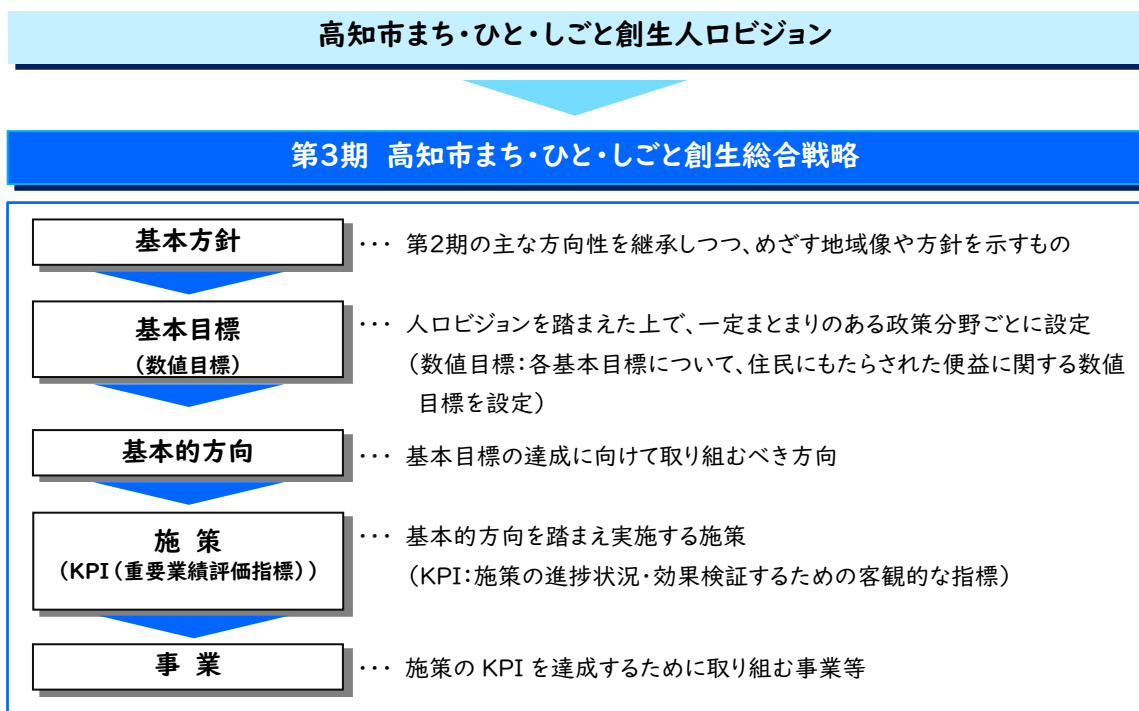 高知市まち・ひと・しごと創生人口ビジョン
第3期 高知市まち・ひと・しごと創生総合戦略
基本方針
··· 第2期の主な方向性を継承しつつ、めざす地域像や方針を示すもの
基本目標
(数値目標)
··· 人口ビジョンを踏まえた上で、一定まとまりのある政策分野ごとに設定
(数値目標:各基本目標について、住民にもたらされた便益に関する数値
目標を設定)
基本的方向
··· 基本目標の達成に向けて取り組むべき方向
施 策
(KPI(重要業績評価指標))
··· 基本的方向を踏まえ実施する施策
(KPI:施策の進捗状況・効果検証するための客観的な指標)
事 業
··· 施策の KPI を達成するために取り組む事業等